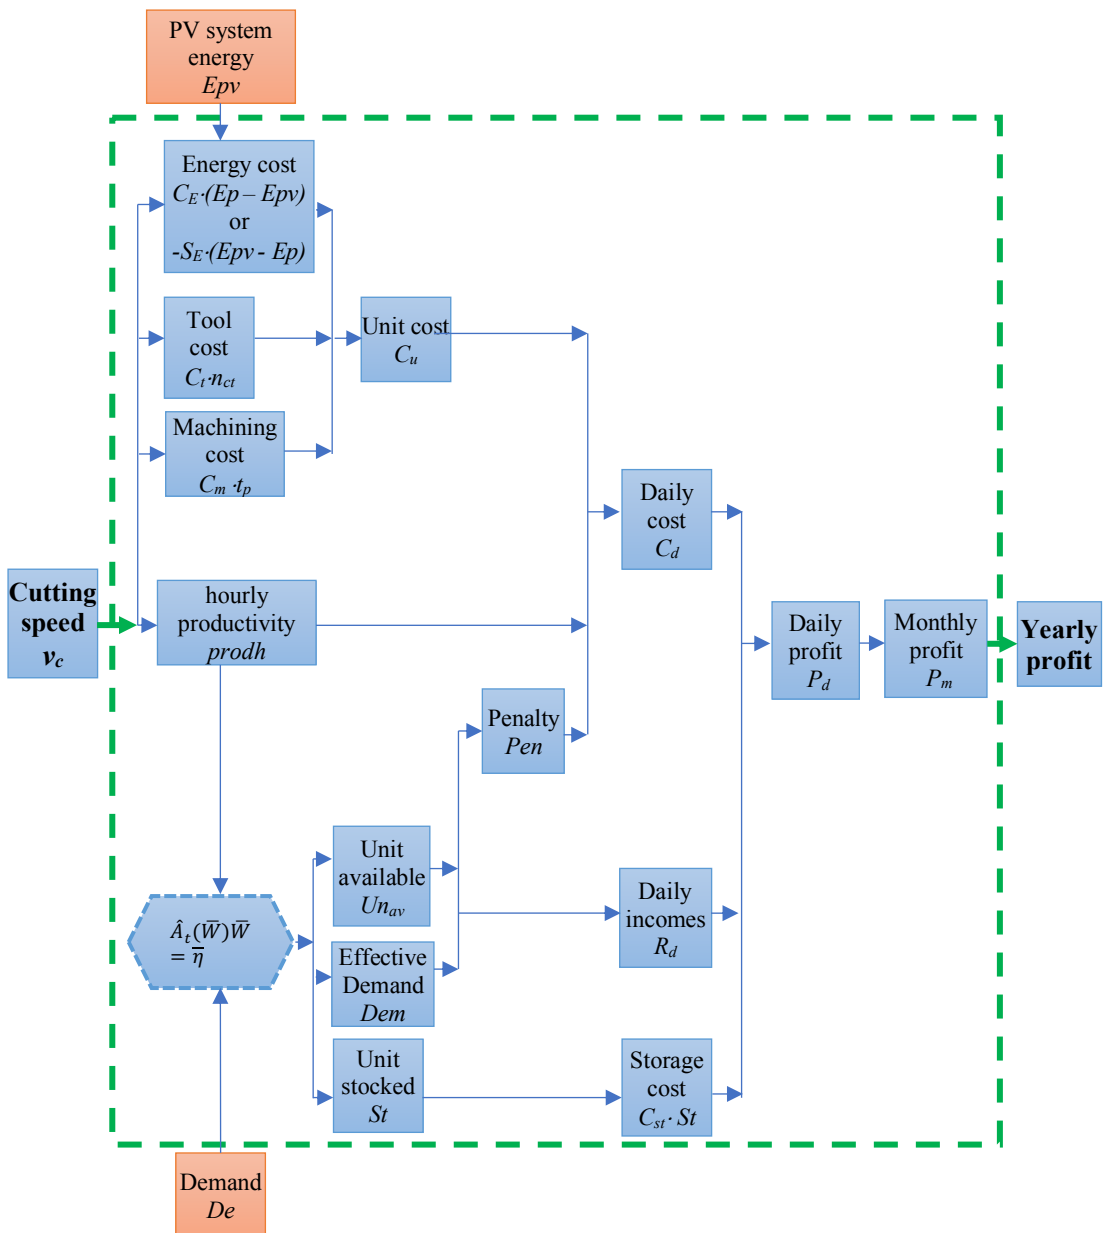 PV system
energy
Epv
Energy cost
C_E·(Ep – Epv)
or
-S_E·(Epv - Ep)
Tool
cost
C_t·n_ct
Unit cost
C_u
Machining
cost
C_m·t_p
Daily
cost
C_d
Cutting
speed
v_c
hourly
productivity
prodh
Daily
profit
P_d
Monthly
profit
P_m
Yearly
profit
Penalty
Pen
Unit
available
Un_av
Daily
incomes
R_d
Â_t(W̅)W̅
= η̅
Effective
Demand
Dem
Unit
stocked
St
Storage
cost
C_st· St
Demand
De